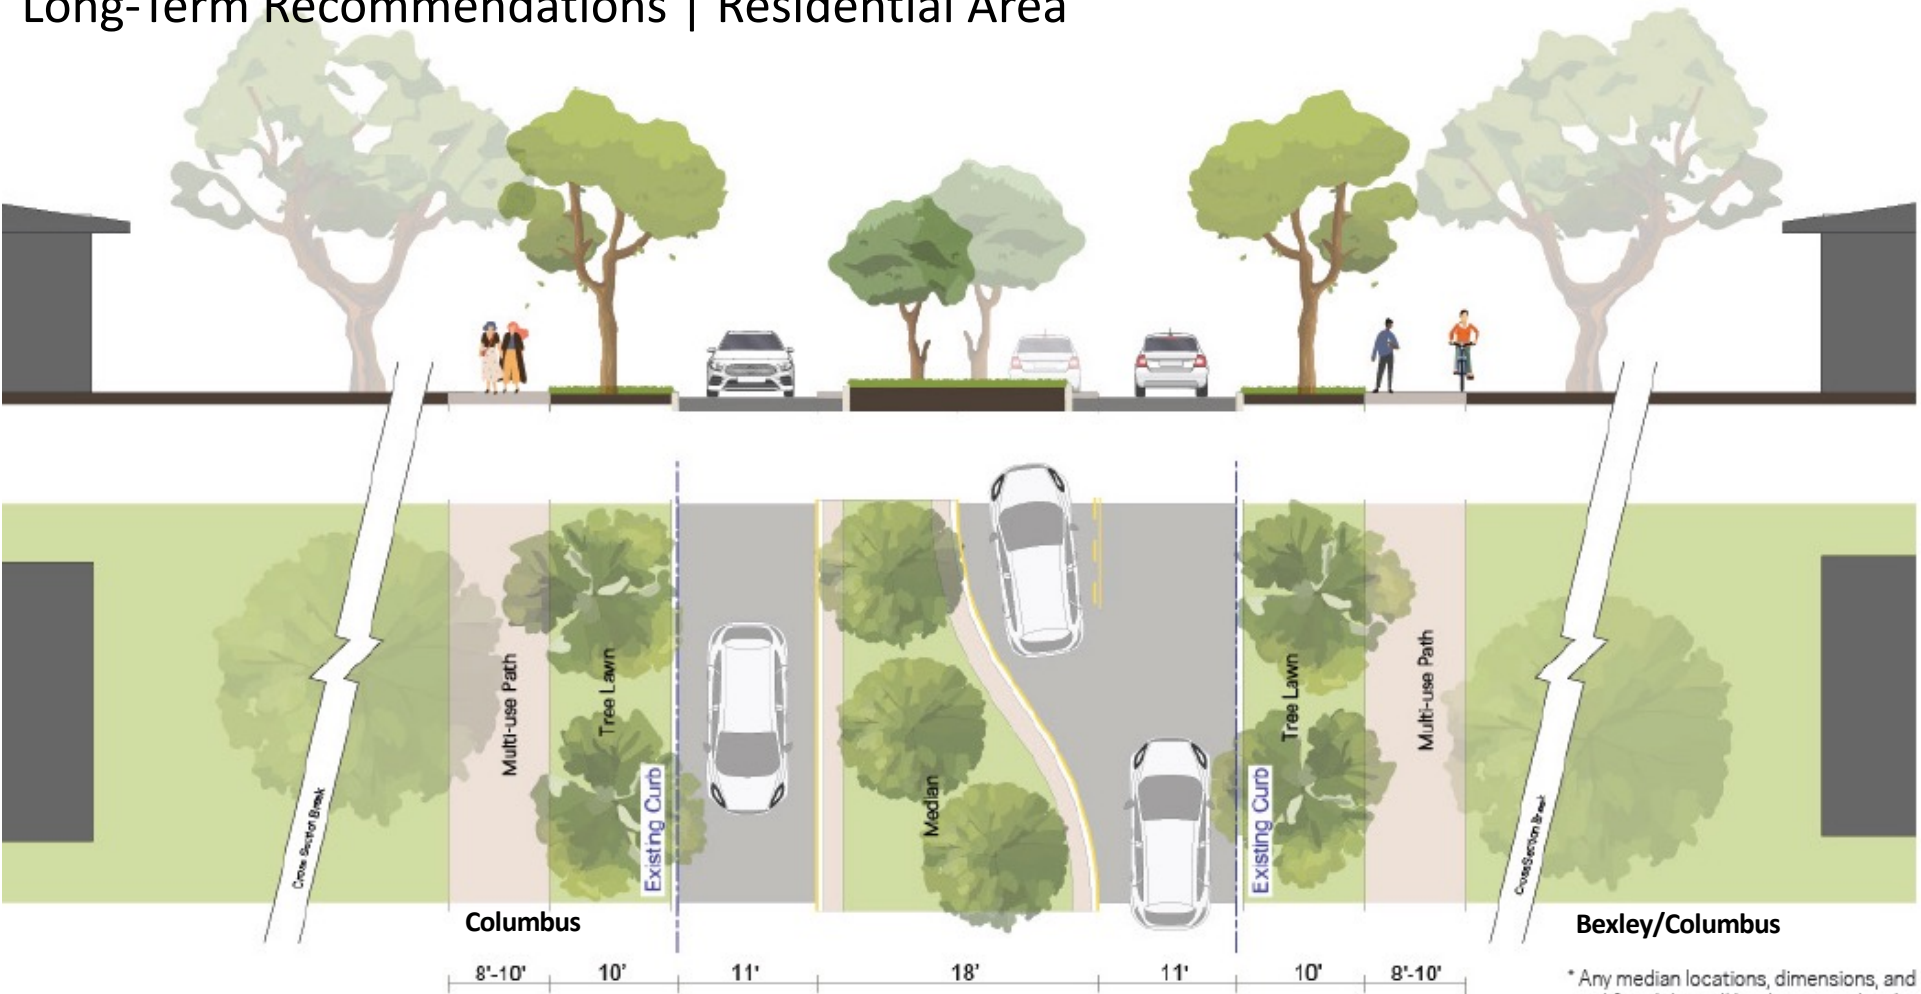 Long-Term Recommendations | Residential Area
Multi-use Path
Tree Lawn
Existing Curb
Median
Existing Curb
Tree Lawn
Multi-use Path
Cross Section Break
Cross Section Break
Columbus
Bexley/Columbus
8'-10' 10' 11' 18' 11' 10' 8'-10'
* Any median locations, dimensions, and